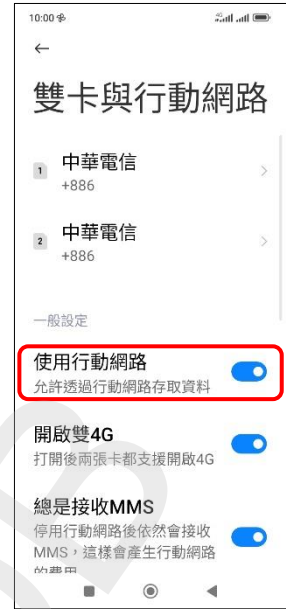 10:00
4G
雙卡與行動網路
1
中華電信
+886
2
中華電信
+886
一般設定
使用行動網路
允許透過行動網路存取資料
開啟雙4G
打開後兩張卡都支援開啟4G
總是接收MMS
停用行動網路後依然會接收
MMS，這樣會產生行動網路
的費用